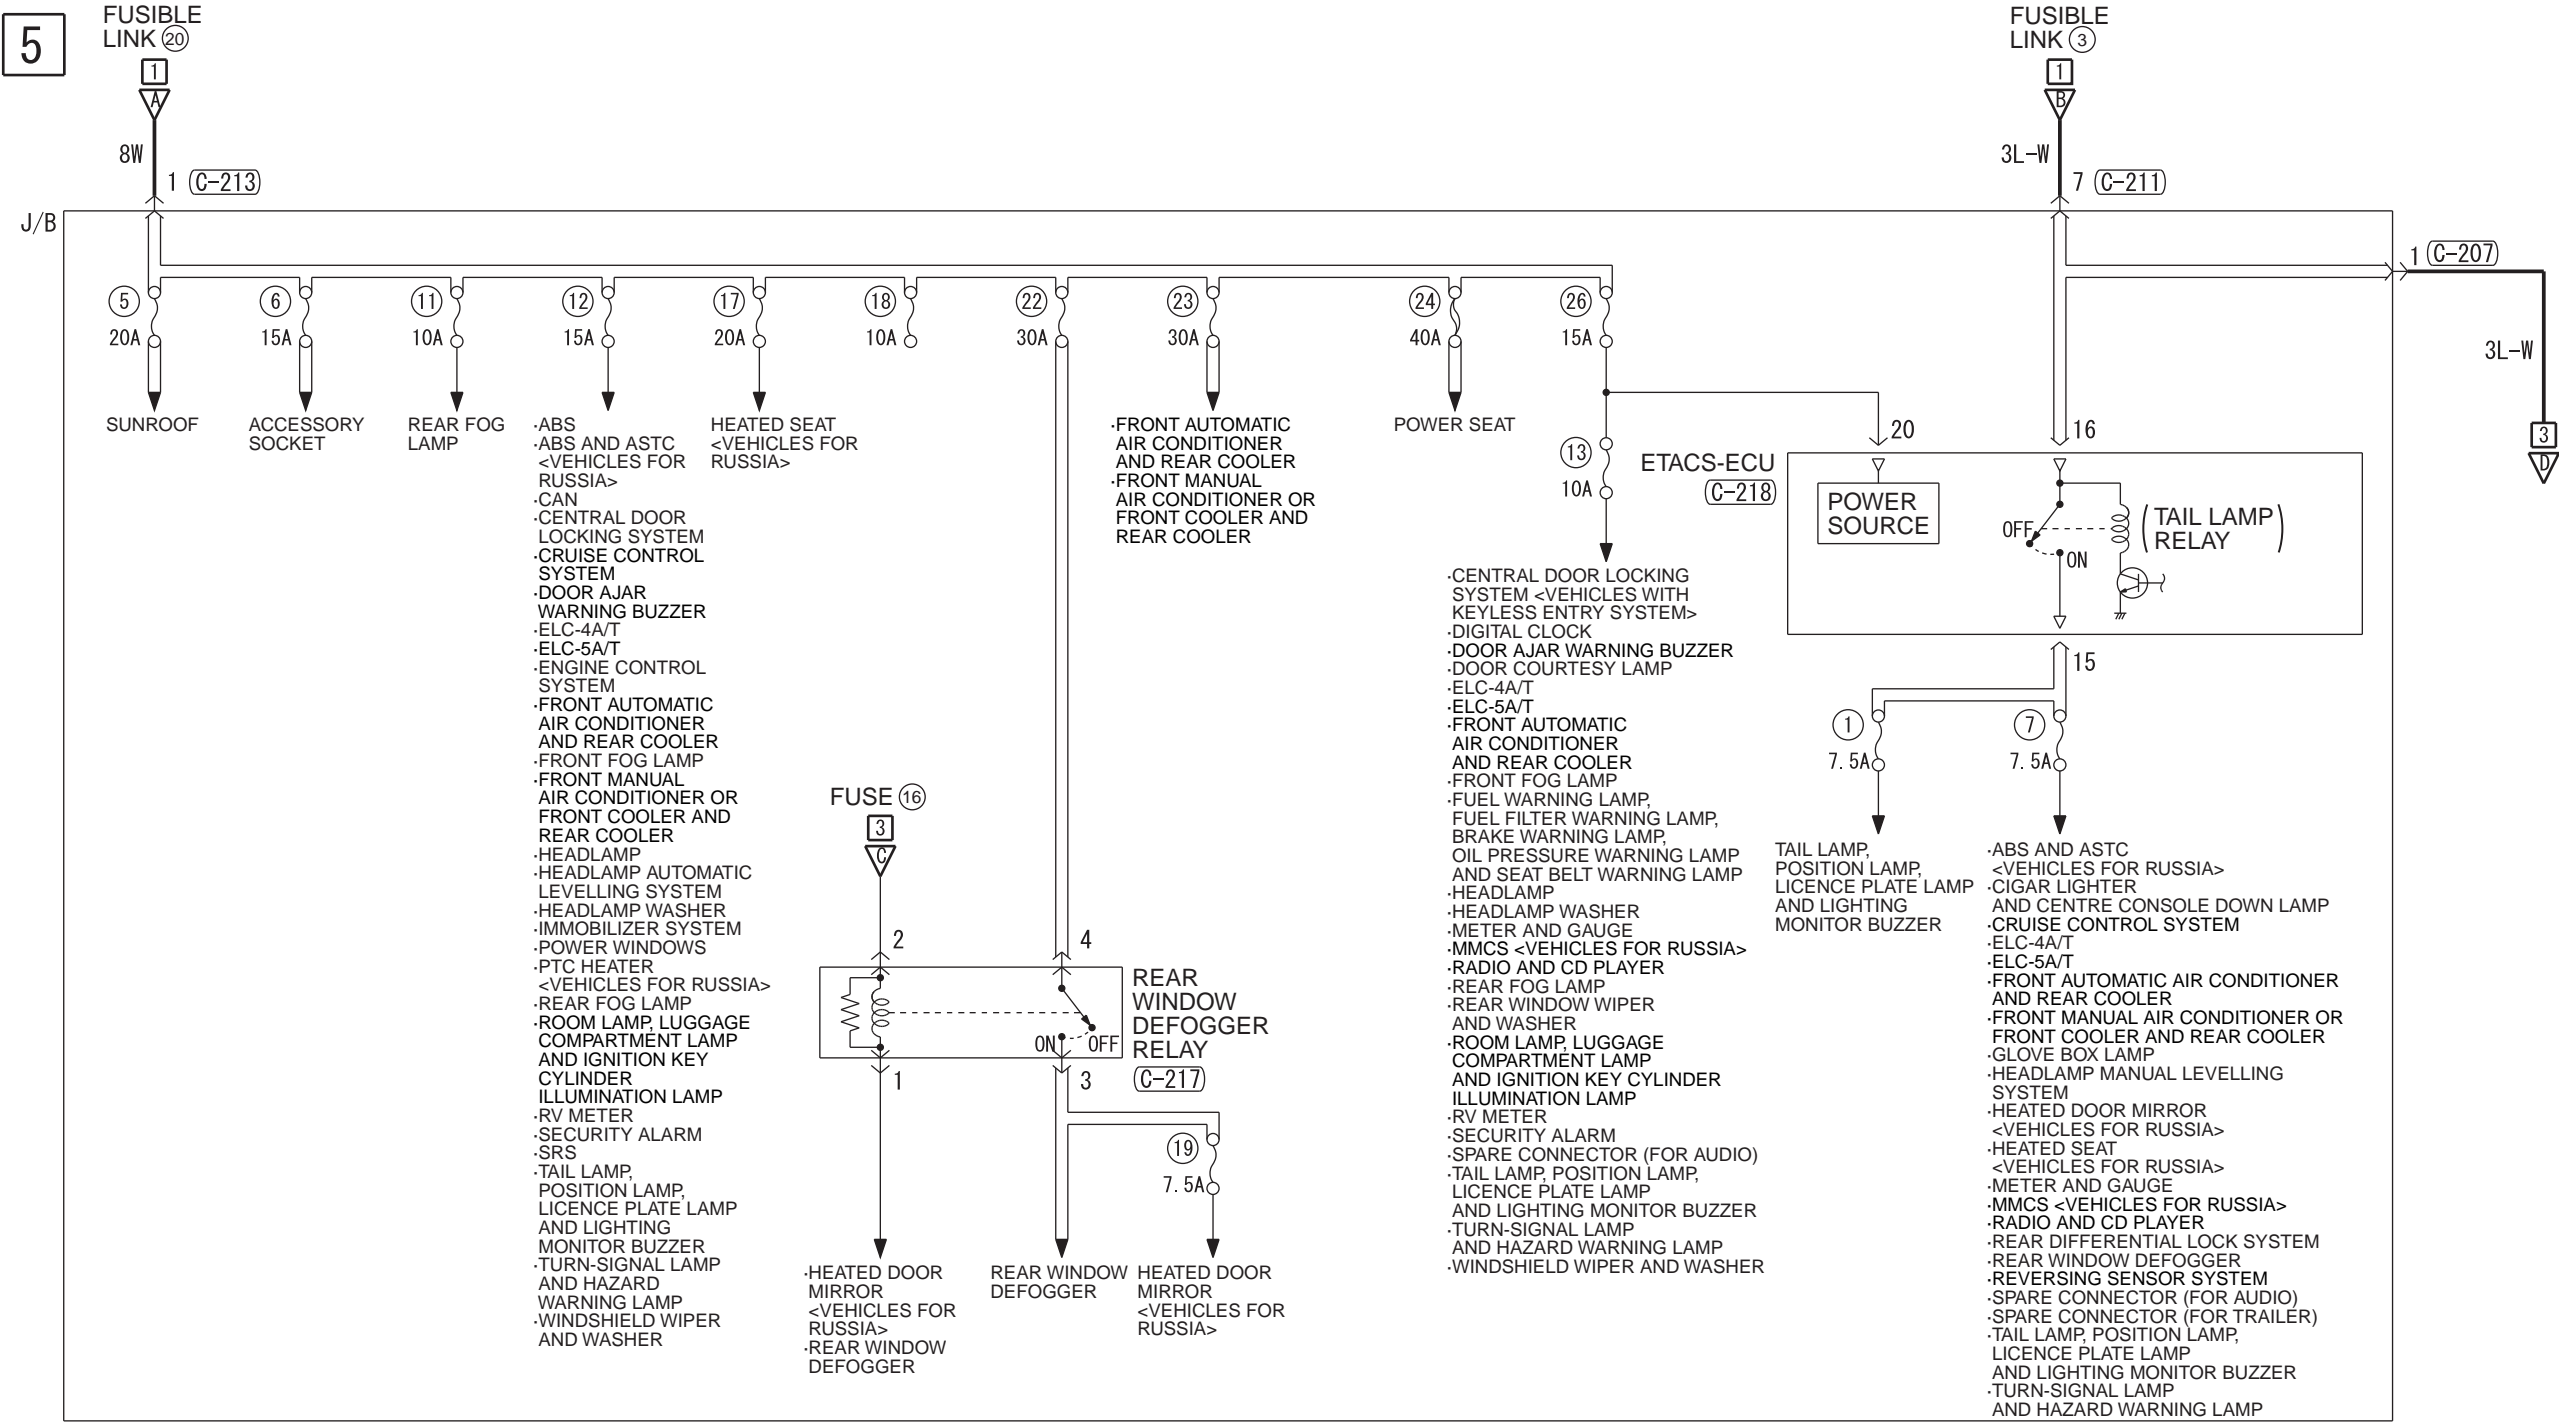 5
FUSIBLE
LINK 20
1
A
8W
1 C-213
FUSIBLE
LINK 3
1
B
3L-W
7 C-211
J/B
1 C-207
3L-W
3
D
5
20A
SUNROOF
6
15A
ACCESSORY
SOCKET
11
10A
REAR FOG
LAMP
12
15A
·ABS
·ABS AND ASTC
<VEHICLES FOR
RUSSIA>
·CAN
·CENTRAL DOOR
LOCKING SYSTEM
·CRUISE CONTROL
SYSTEM
·DOOR AJAR
WARNING BUZZER
·ELC-4A/T
·ELC-5A/T
·ENGINE CONTROL
SYSTEM
·FRONT AUTOMATIC
AIR CONDITIONER
AND REAR COOLER
·FRONT FOG LAMP
·FRONT MANUAL
AIR CONDITIONER OR
FRONT COOLER AND
REAR COOLER
·HEADLAMP
·HEADLAMP AUTOMATIC
LEVELLING SYSTEM
·HEADLAMP WASHER
·IMMOBILIZER SYSTEM
·POWER WINDOWS
·PTC HEATER
<VEHICLES FOR RUSSIA>
·REAR FOG LAMP
·ROOM LAMP, LUGGAGE
COMPARTMENT LAMP
AND IGNITION KEY
CYLINDER
ILLUMINATION LAMP
·RV METER
·SECURITY ALARM
·SRS
·TAIL LAMP,
POSITION LAMP,
LICENCE PLATE LAMP
AND LIGHTING
MONITOR BUZZER
·TURN-SIGNAL LAMP
AND HAZARD
WARNING LAMP
·WINDSHIELD WIPER
AND WASHER
17
20A
HEATED SEAT
<VEHICLES FOR
RUSSIA>
18
10A
22
30A
23
30A
·FRONT AUTOMATIC
AIR CONDITIONER
AND REAR COOLER
·FRONT MANUAL
AIR CONDITIONER OR
FRONT COOLER AND
REAR COOLER
24
40A
POWER SEAT
26
15A
13
10A
·CENTRAL DOOR LOCKING
SYSTEM <VEHICLES WITH
KEYLESS ENTRY SYSTEM>
·DIGITAL CLOCK
·DOOR AJAR WARNING BUZZER
·DOOR COURTESY LAMP
·ELC-4A/T
·ELC-5A/T
·FRONT AUTOMATIC
AIR CONDITIONER
AND REAR COOLER
·FRONT FOG LAMP
·FUEL WARNING LAMP,
FUEL FILTER WARNING LAMP,
BRAKE WARNING LAMP,
OIL PRESSURE WARNING LAMP
AND SEAT BELT WARNING LAMP
·HEADLAMP
·HEADLAMP WASHER
·METER AND GAUGE
·MMCS <VEHICLES FOR RUSSIA>
·RADIO AND CD PLAYER
·REAR FOG LAMP
·REAR WINDOW WIPER
AND WASHER
·ROOM LAMP, LUGGAGE
COMPARTMENT LAMP
AND IGNITION KEY CYLINDER
ILLUMINATION LAMP
·RV METER
·SECURITY ALARM
·SPARE CONNECTOR (FOR AUDIO)
·TAIL LAMP, POSITION LAMP,
LICENCE PLATE LAMP
AND LIGHTING MONITOR BUZZER
·TURN-SIGNAL LAMP
AND HAZARD WARNING LAMP
·WINDSHIELD WIPER AND WASHER
20
16
ETACS-ECU
C-218
POWER
SOURCE
OFF
ON
(TAIL LAMP
RELAY)
15
1
7.5A
TAIL LAMP,
POSITION LAMP,
LICENCE PLATE LAMP
AND LIGHTING
MONITOR BUZZER
7
7.5A
·ABS AND ASTC
<VEHICLES FOR RUSSIA>
·CIGAR LIGHTER
AND CENTRE CONSOLE DOWN LAMP
·CRUISE CONTROL SYSTEM
·ELC-4A/T
·ELC-5A/T
·FRONT AUTOMATIC AIR CONDITIONER
AND REAR COOLER
·FRONT MANUAL AIR CONDITIONER OR
FRONT COOLER AND REAR COOLER
·GLOVE BOX LAMP
·HEADLAMP MANUAL LEVELLING
SYSTEM
·HEATED DOOR MIRROR
<VEHICLES FOR RUSSIA>
·HEATED SEAT
<VEHICLES FOR RUSSIA>
·METER AND GAUGE
·MMCS <VEHICLES FOR RUSSIA>
·RADIO AND CD PLAYER
·REAR DIFFERENTIAL LOCK SYSTEM
·REAR WINDOW DEFOGGER
·REVERSING SENSOR SYSTEM
·SPARE CONNECTOR (FOR AUDIO)
·SPARE CONNECTOR (FOR TRAILER)
·TAIL LAMP, POSITION LAMP,
LICENCE PLATE LAMP
AND LIGHTING MONITOR BUZZER
·TURN-SIGNAL LAMP
AND HAZARD WARNING LAMP
FUSE 16
3
C
2
4
ON
OFF
REAR
WINDOW
DEFOGGER
RELAY
C-217
1
3
19
7.5A
·HEATED DOOR
MIRROR
<VEHICLES FOR
RUSSIA>
·REAR WINDOW
DEFOGGER
REAR WINDOW
DEFOGGER
HEATED DOOR
MIRROR
<VEHICLES FOR
RUSSIA>